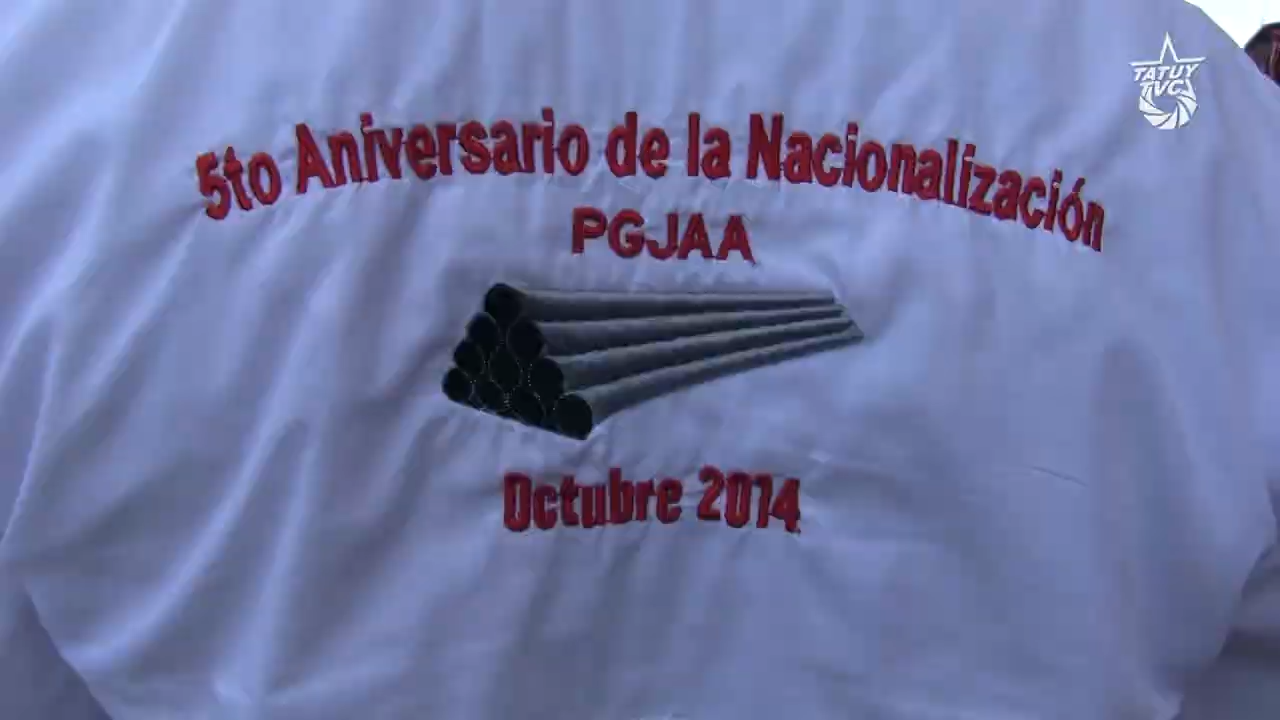 TATUY
TVC
5to Aniversario de la Nacionalización
PGJAA
Octubre 2014